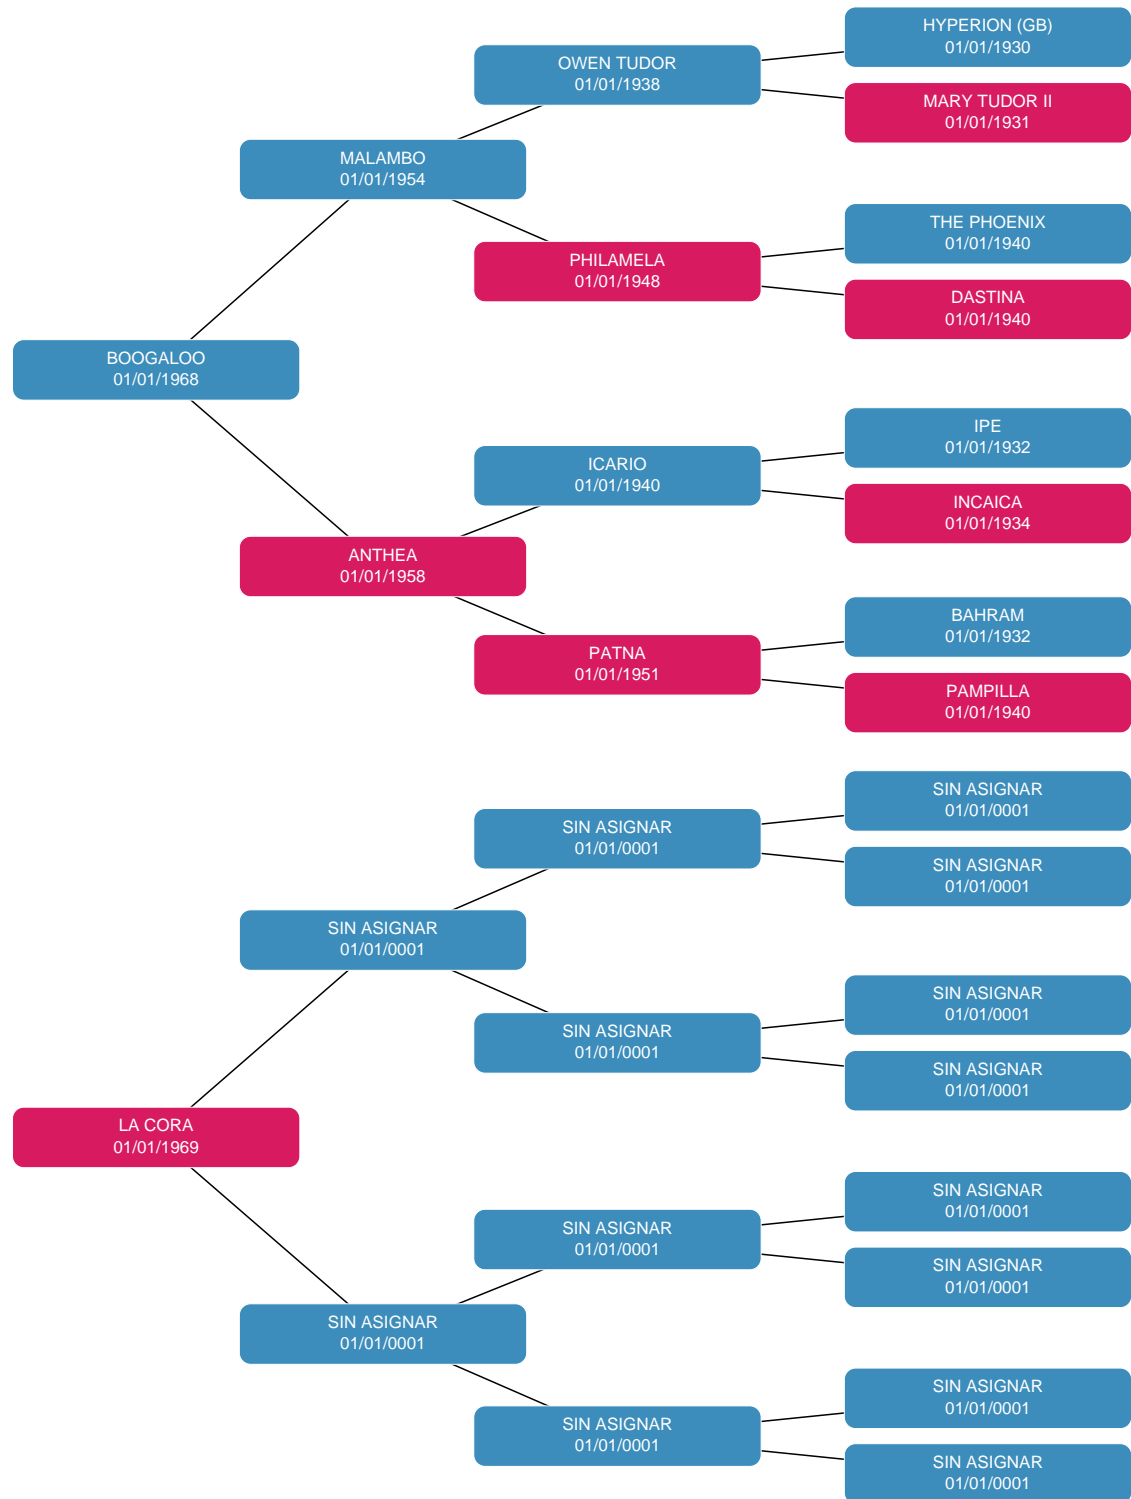 HYPERION (GB)
01/01/1930
OWEN TUDOR
01/01/1938
MARY TUDOR II
01/01/1931
MALAMBO
01/01/1954
THE PHOENIX
01/01/1940
PHILAMELA
01/01/1948
DASTINA
01/01/1940
BOOGALOO
01/01/1968
IPE
01/01/1932
ICARIO
01/01/1940
INCAICA
01/01/1934
ANTHEA
01/01/1958
BAHRAM
01/01/1932
PATNA
01/01/1951
PAMPILLA
01/01/1940
SIN ASIGNAR
01/01/0001
SIN ASIGNAR
01/01/0001
SIN ASIGNAR
01/01/0001
SIN ASIGNAR
01/01/0001
SIN ASIGNAR
01/01/0001
SIN ASIGNAR
01/01/0001
SIN ASIGNAR
01/01/0001
LA CORA
01/01/1969
SIN ASIGNAR
01/01/0001
SIN ASIGNAR
01/01/0001
SIN ASIGNAR
01/01/0001
SIN ASIGNAR
01/01/0001
SIN ASIGNAR
01/01/0001
SIN ASIGNAR
01/01/0001
SIN ASIGNAR
01/01/0001